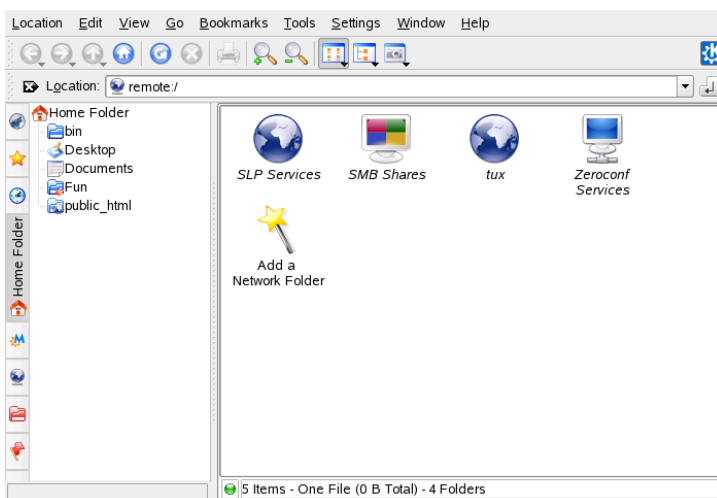 Location Edit View Go Bookmarks Tools Settings Window Help
Location: remote:/
Home Folder
bin
Desktop
Documents
Fun
public_html
Home Folder
SLP Services
SMB Shares
tux
Zeroconf
Services
Add a
Network Folder
5 Items - One File (0 B Total) - 4 Folders